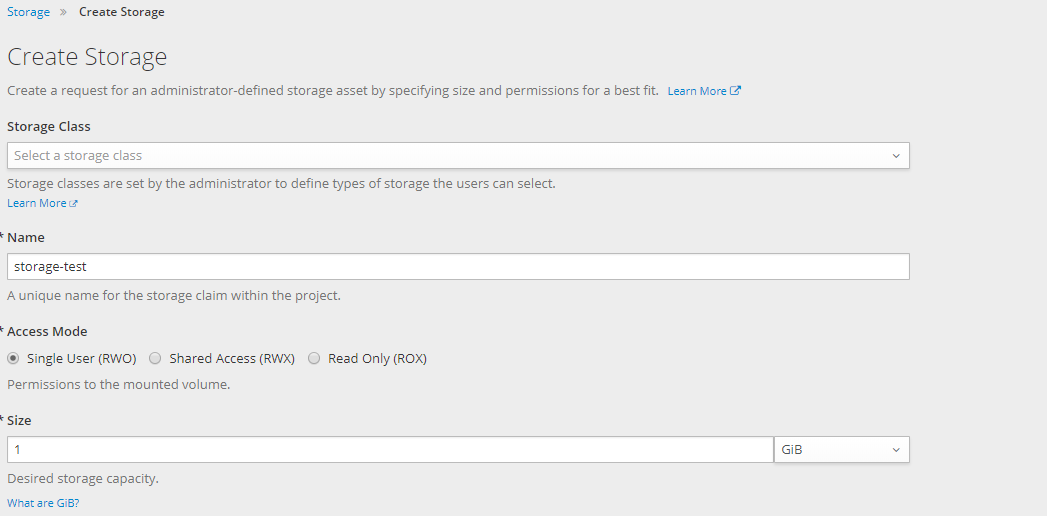 Storage » Create Storage
Create Storage
Create a request for an administrator-defined storage asset by specifying size and permissions for a best fit. Learn More
Storage Class
Select a storage class
Storage classes are set by the administrator to define types of storage the users can select.
Learn More
* Name
storage-test
A unique name for the storage claim within the project.
* Access Mode
Single User (RWO) Shared Access (RWX) Read Only (ROX)
Permissions to the mounted volume.
* Size
1 GiB
Desired storage capacity.
What are GiB?